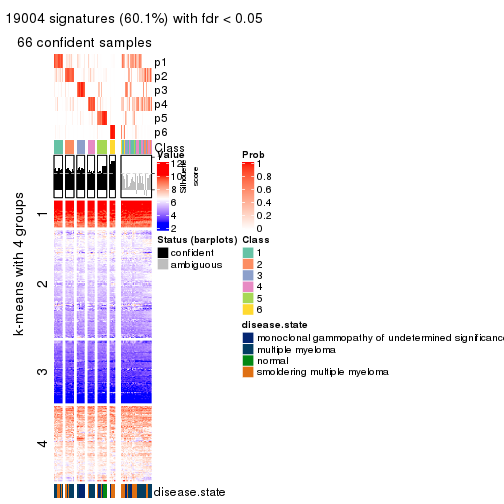 19004 signatures (60.1%) with fdr < 0.05
66 confident samples
p1
p2
p3
p4
p5
p6
Class
Silhouette score
k-means with 4 groups
1
2
3
4
disease.state
Value
12
10
8
6
4
2
Status (barplots)
confident
ambiguous
Prob
1
0.8
0.6
0.4
0.2
0
Class
1
2
3
4
5
6
disease.state
monoclonal gammopathy of undetermined significance
multiple myeloma
normal
smoldering multiple myeloma